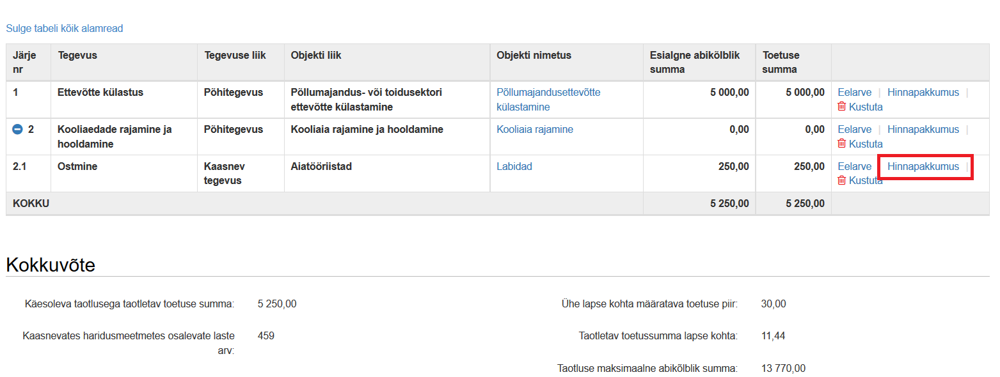 Sulge tabeli kõik alamread
Järje nr Tegevus Tegevuse liik Objekti liik Objekti nimetus Esialgne abikõlblik summa Toetuse summa
1 Ettevõtte külastus Põhitegevus Põllumajandus- või toidusektori ettevõtte külastamine Põllumajandusettevõtte külastamine 5 000,00 5 000,00 Eelarve | Hinnapakkumus | Kustuta
2 Kooliaedade rajamine ja hooldamine Põhitegevus Kooliaia rajamine ja hooldamine Kooliaia rajamine 0,00 0,00 Eelarve | Hinnapakkumus | Kustuta
2.1 Ostmine Kaasnev tegevus Aiatööriistad Labidad 250,00 250,00 Eelarve Hinnapakkumus | Kustuta
KOKKU 5 250,00 5 250,00
Kokkuvõte
Käesoleva taotlusega taotletav toetuse summa: 5 250,00
Ühe lapse kohta määratava toetuse piir: 30,00
Kaasnevates haridusmeetmetes osalevate laste arv: 459
Taotletav toetussumma lapse kohta: 11,44
Taotluse maksimaalne abikõlblik summa: 13 770,00